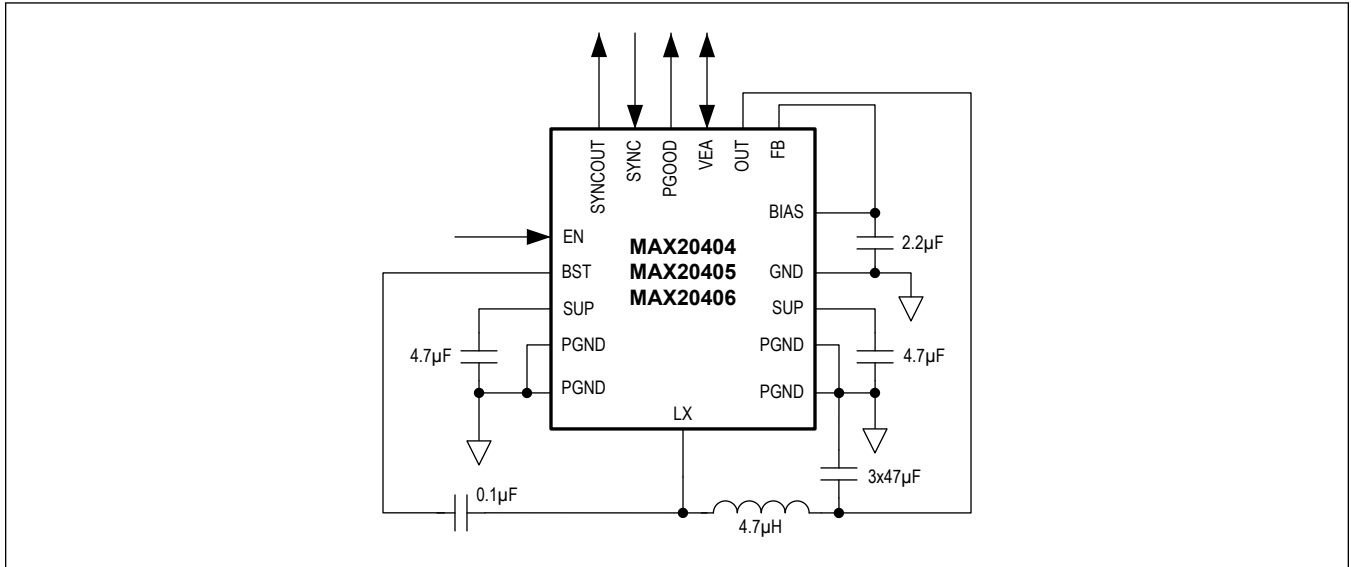 SYNCOUT
SYNC
PGOOD
VEA
OUT
FB
BIAS
2.2µF
EN
MAX20404
BST
MAX20405
GND
MAX20406
SUP
SUP
4.7µF
PGND
PGND
4.7µF
PGND
PGND
LX
3x47µF
0.1µF
4.7µH